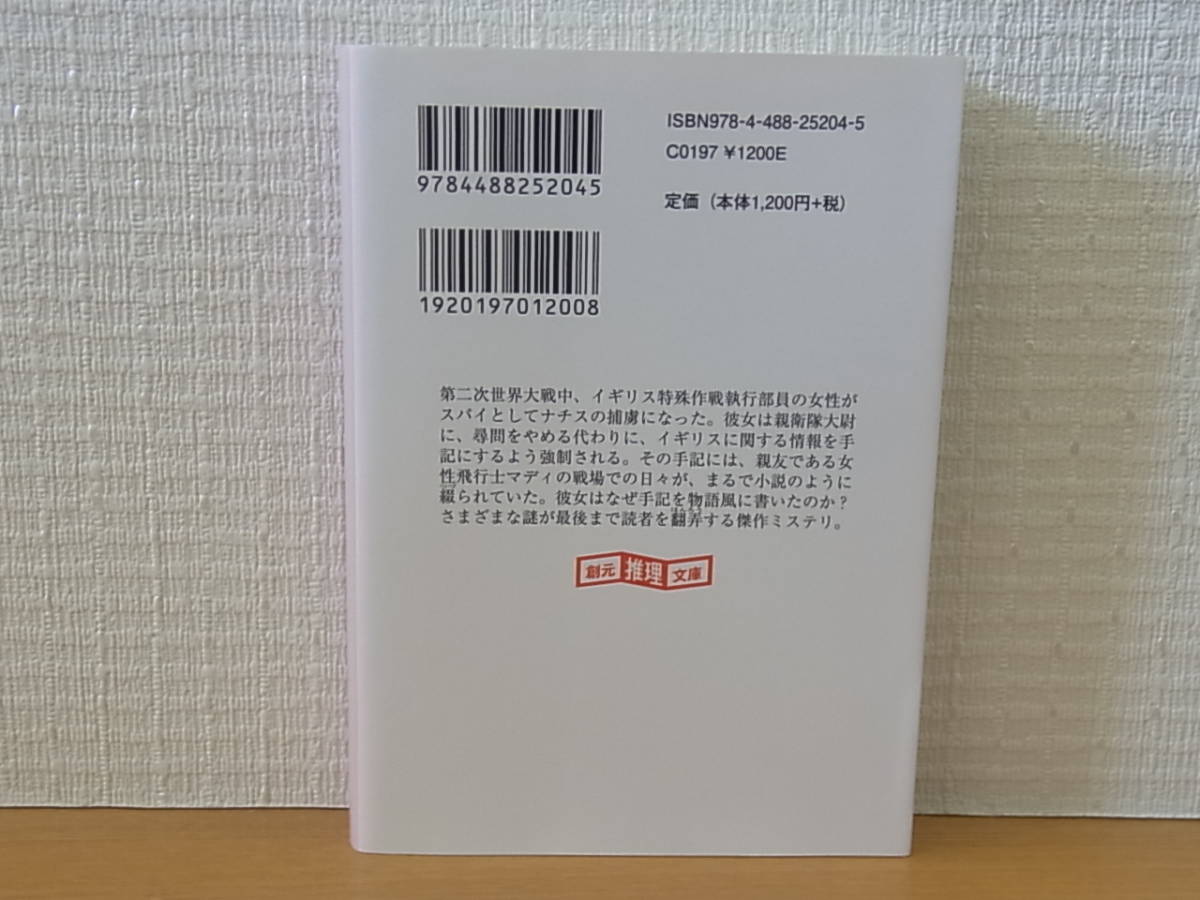 9784488252045
ISBN978-4-488-25204-5
C0197 ¥1200E
定価（本体1,200円+税）
1920197012008
第二次世界大戦中、イギリス特殊作戦執行部員の女性が
スパイとしてナチスの捕虜になった。彼女は親衛隊大尉
に、尋問をやめる代わりに、イギリスに関する情報を手
記にするよう強制される。その手記には、親友である女
性飛行士マディの戦場での日々が、まるで小説のように
綴られていた。彼女はなぜ手記を物語風に書いたのか？
さまざまな謎が最後まで読者を翻弄する傑作ミステリ。
創元 推理 文庫